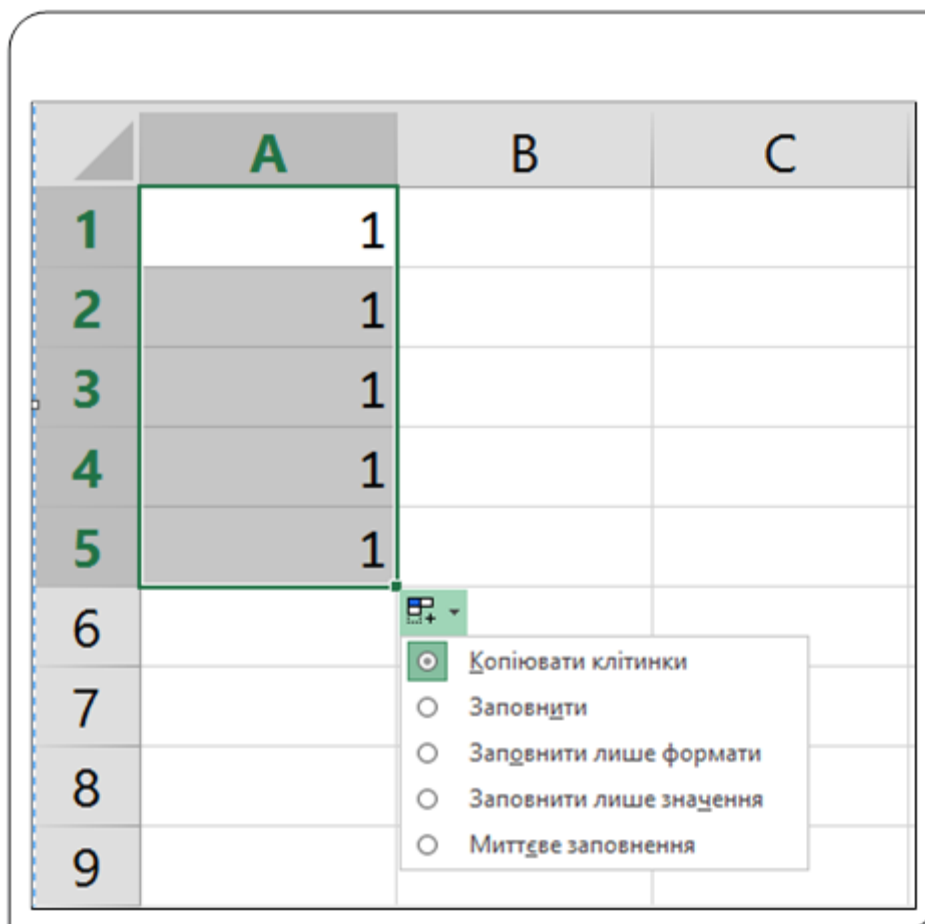 A B C
1 1
2 1
3 1
4 1
5 1
6
Копіювати клітинки
7 Заповнити
Заповнити лише формати
8 Заповнити лише значення
Миттєве заповнення
9